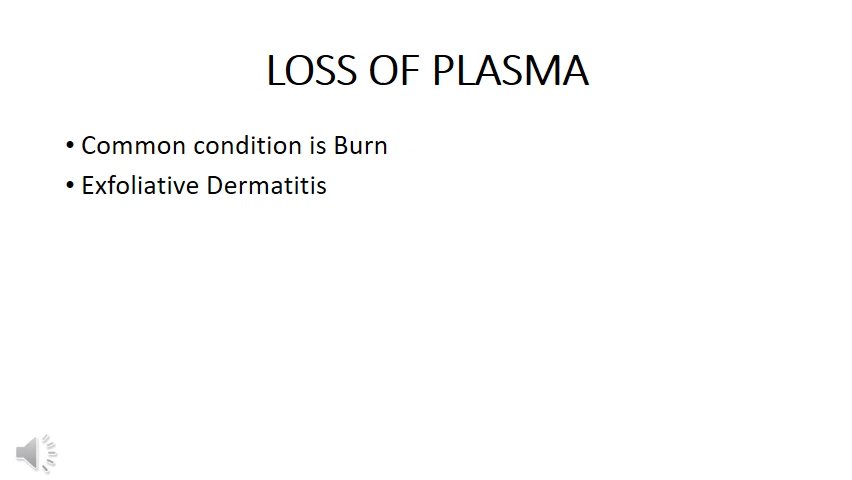 LOSS OF PLASMA
• Common condition is Burn
• Exfoliative Dermatitis